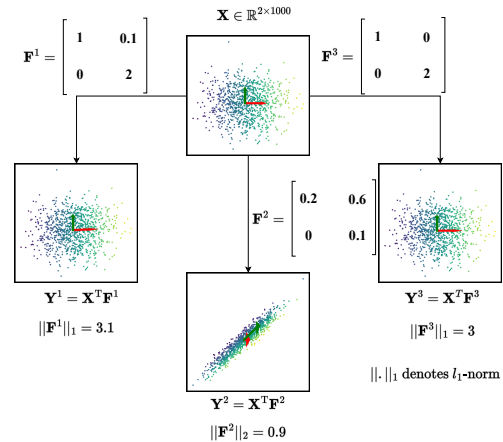 X ∈ ℝ^{2×1000}
F¹ = [ 1 0.1
0 2 ]
F³ = [ 1 0
0 2 ]
F² = [ 0.2 0.6
0 0.1 ]
Y¹ = XᵀF¹
||F¹||₁ = 3.1
Y² = XᵀF²
||F²||₂ = 0.9
Y³ = XᵀF³
||F³||₁ = 3
||.||₁ denotes l₁-norm